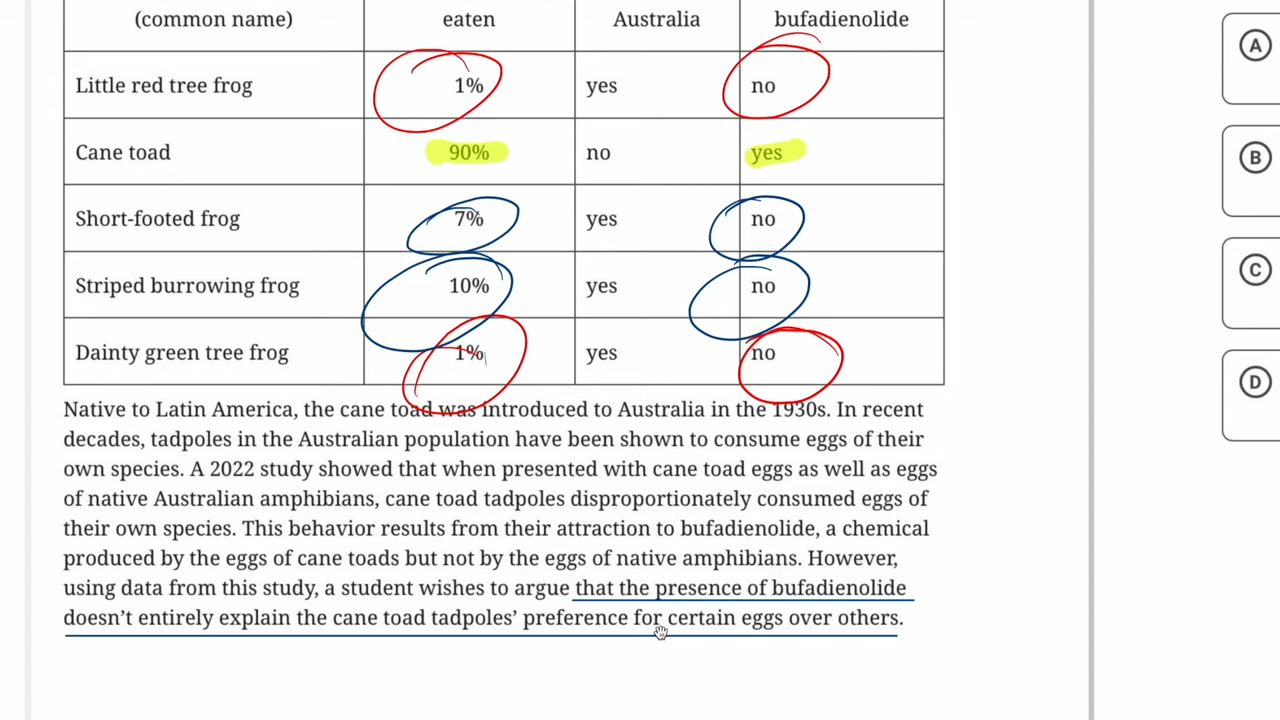 (common name) eaten Australia bufadienolide
Little red tree frog 1% yes no
Cane toad 90% no yes
Short-footed frog 7% yes no
Striped burrowing frog 10% yes no
Dainty green tree frog 1% yes no
Native to Latin America, the cane toad was introduced to Australia in the 1930s. In recent
decades, tadpoles in the Australian population have been shown to consume eggs of their
own species. A 2022 study showed that when presented with cane toad eggs as well as eggs
of native Australian amphibians, cane toad tadpoles disproportionately consumed eggs of
their own species. This behavior results from their attraction to bufadienolide, a chemical
produced by the eggs of cane toads but not by the eggs of native amphibians. However,
using data from this study, a student wishes to argue that the presence of bufadienolide
doesn’t entirely explain the cane toad tadpoles’ preference for certain eggs over others.
A
B
C
D